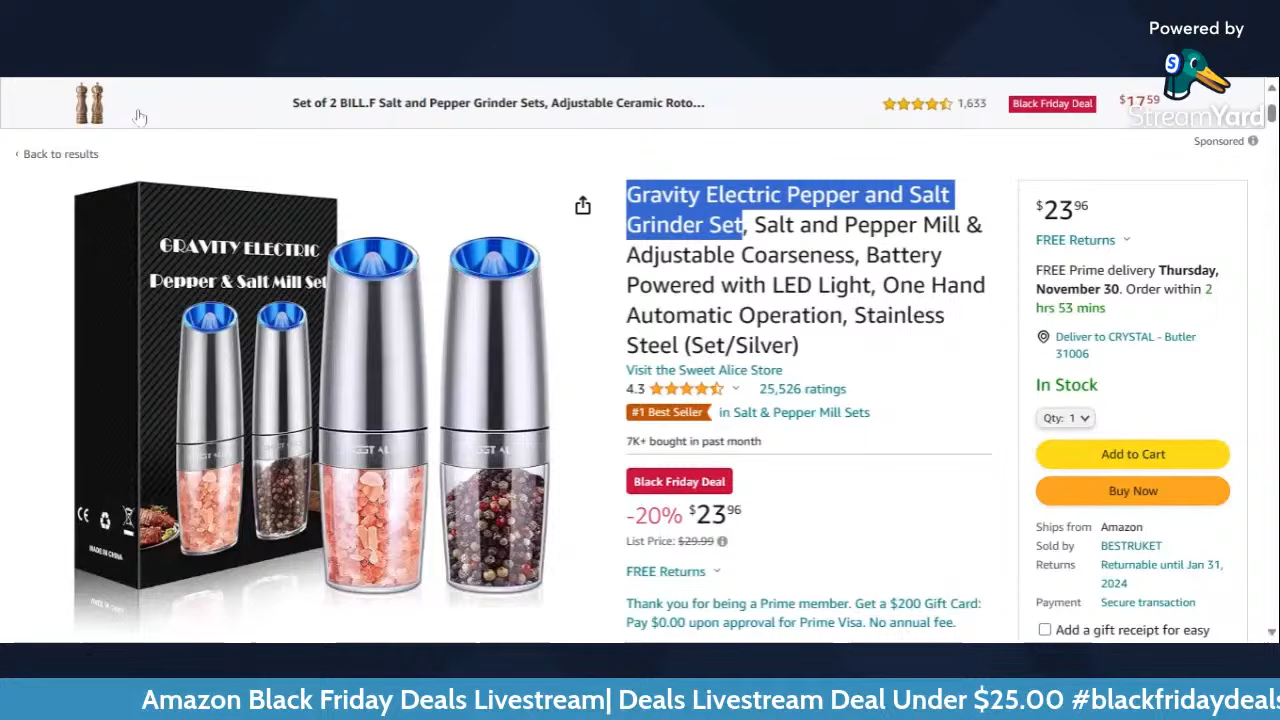 Powered by
StreamYard
Set of 2 BILL.F Salt and Pepper Grinder Sets, Adjustable Ceramic Roto...
1,633
Black Friday Deal
$17 59
Sponsored
‹ Back to results
GRAVITY ELECTRIC
Pepper & Salt Mill Set
MADE IN CHINA
Gravity Electric Pepper and Salt
Grinder Set, Salt and Pepper Mill &
Adjustable Coarseness, Battery
Powered with LED Light, One Hand
Automatic Operation, Stainless
Steel (Set/Silver)
Visit the Sweet Alice Store
4.3
25,526 ratings
#1 Best Seller in Salt & Pepper Mill Sets
7K+ bought in past month
Black Friday Deal
-20% $23 96
List Price: $29.99
FREE Returns
Thank you for being a Prime member. Get a $200 Gift Card:
Pay $0.00 upon approval for Prime Visa. No annual fee.
$23 96
FREE Returns
FREE Prime delivery Thursday,
November 30. Order within 2
hrs 53 mins
Deliver to CRYSTAL - Butler
31006
In Stock
Qty: 1
Add to Cart
Buy Now
Ships from Amazon
Sold by BESTRUKET
Returns Returnable until Jan 31,
2024
Payment Secure transaction
Add a gift receipt for easy
Amazon Black Friday Deals Livestream| Deals Livestream Deal Under $25.00 #blackfridaydeals